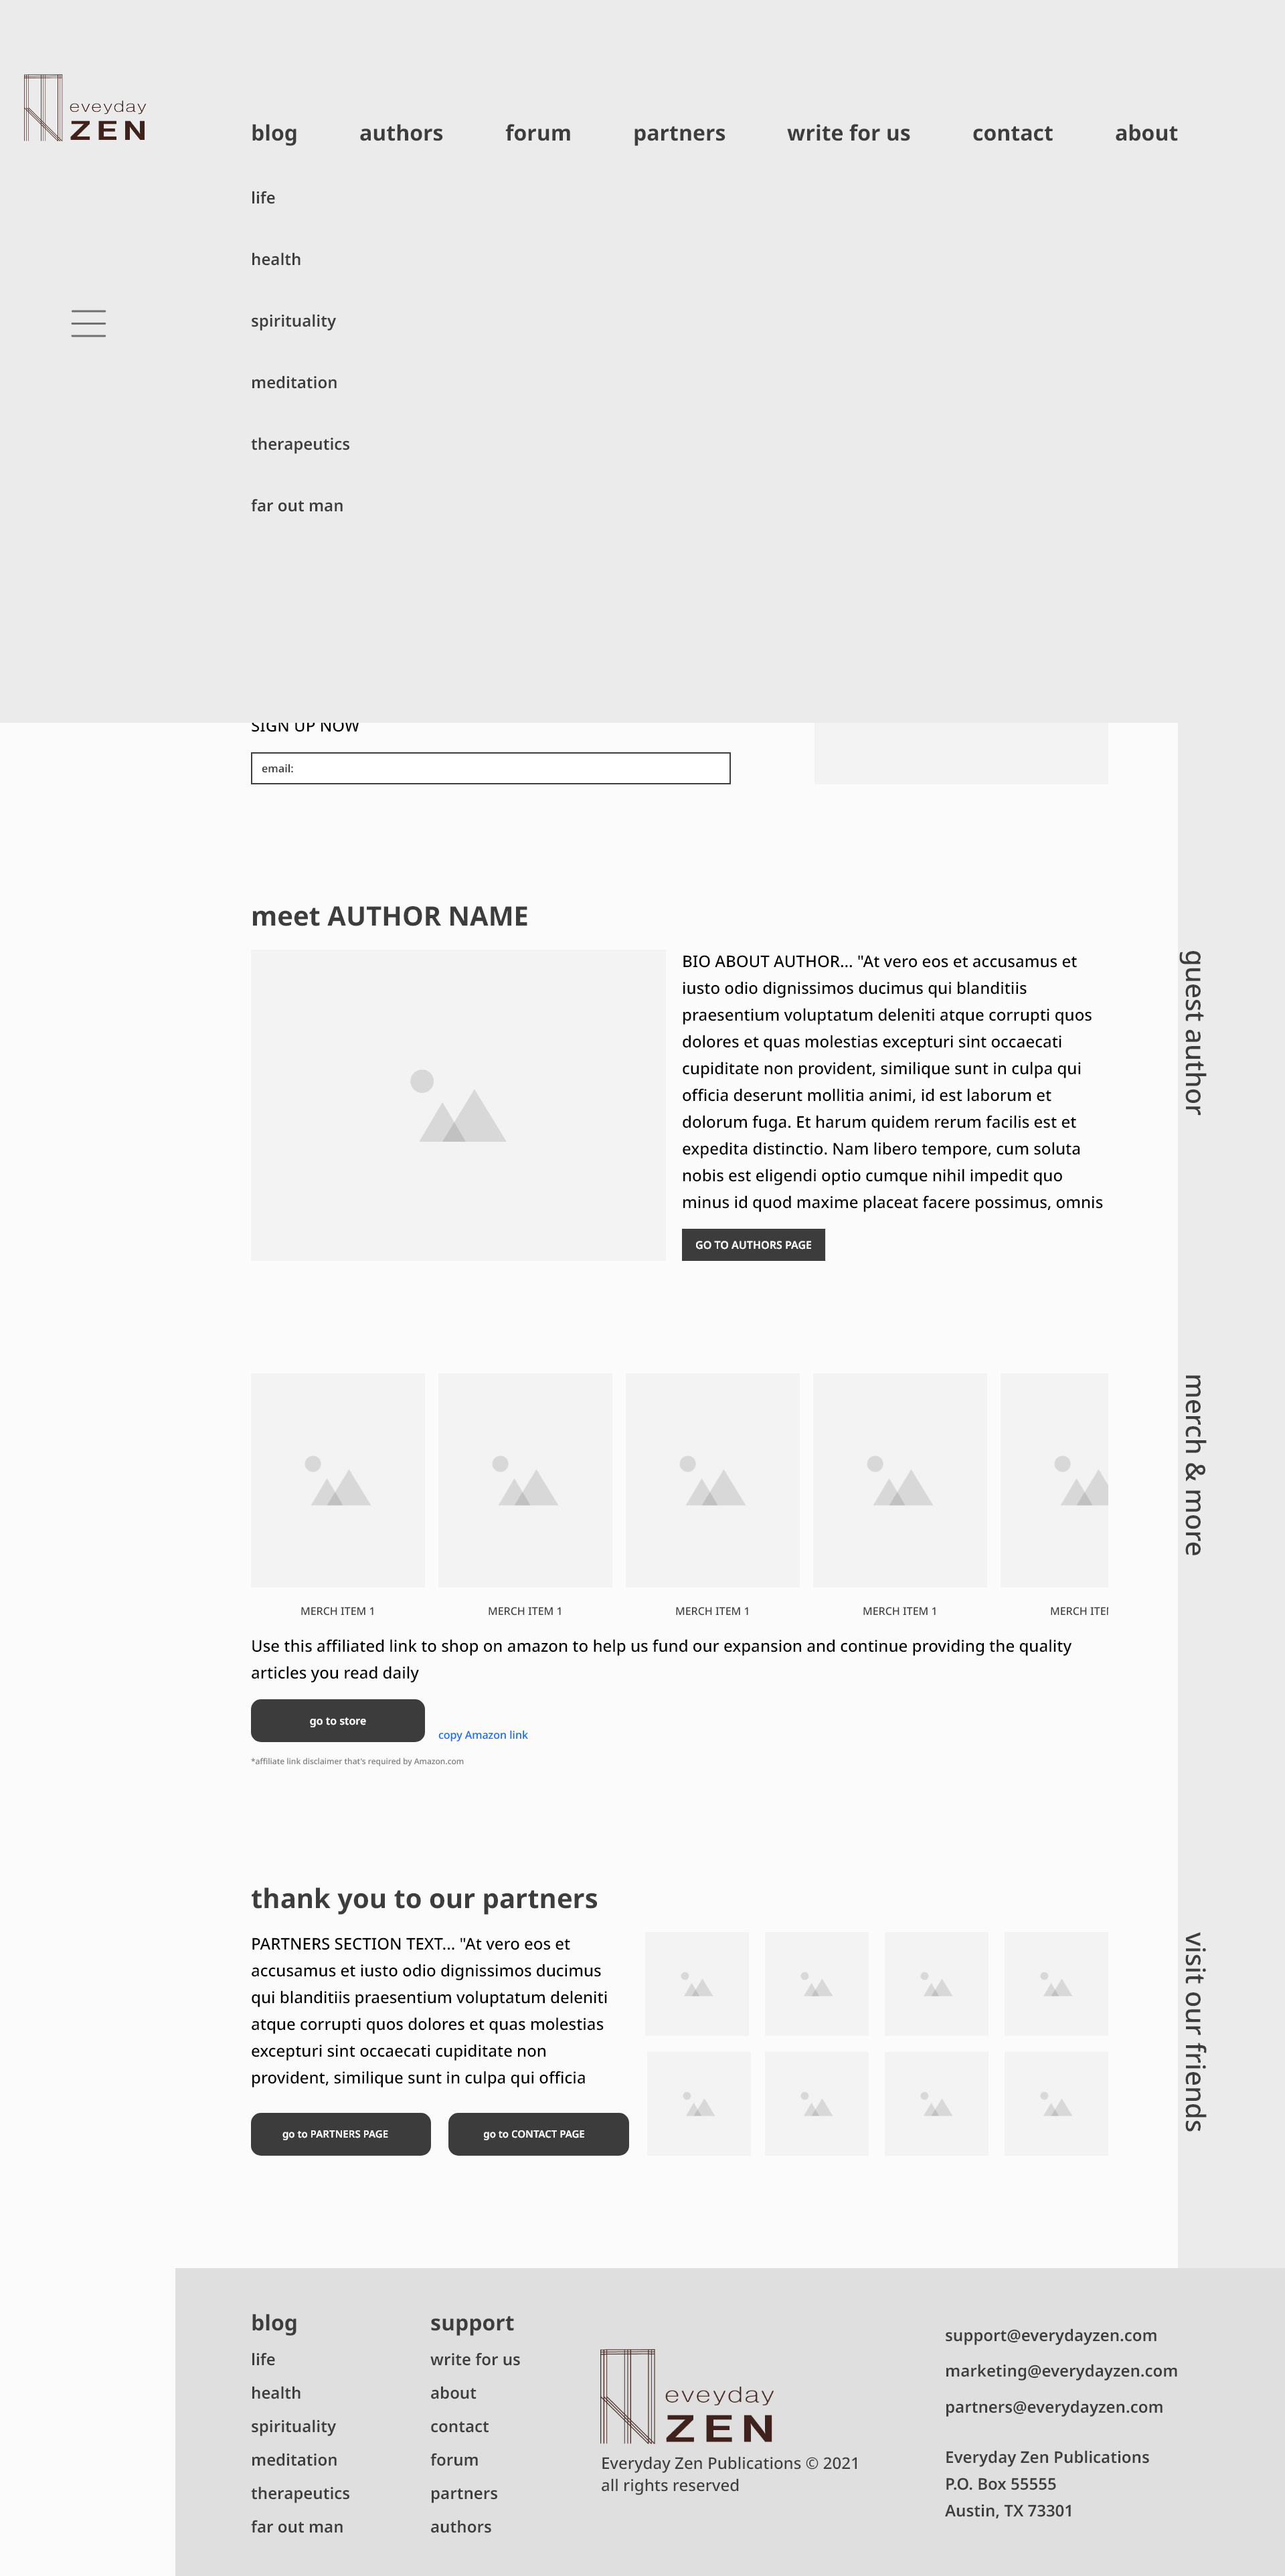 eveyday
ZEN
blog authors forum partners write for us contact about
life
health
spirituality
meditation
therapeutics
far out man
SIGN UP NOW
email:
meet AUTHOR NAME
BIO ABOUT AUTHOR... "At vero eos et accusamus et
iusto odio dignissimos ducimus qui blanditiis
praesentium voluptatum deleniti atque corrupti quos
dolores et quas molestias excepturi sint occaecati
cupiditate non provident, similique sunt in culpa qui
officia deserunt mollitia animi, id est laborum et
dolorum fuga. Et harum quidem rerum facilis est et
expedita distinctio. Nam libero tempore, cum soluta
nobis est eligendi optio cumque nihil impedit quo
minus id quod maxime placeat facere possimus, omnis
GO TO AUTHORS PAGE
guest author
MERCH ITEM 1 MERCH ITEM 1 MERCH ITEM 1 MERCH ITEM 1 MERCH ITEM
merch & more
Use this affiliated link to shop on amazon to help us fund our expansion and continue providing the quality
articles you read daily
go to store
copy Amazon link
*affiliate link disclaimer that's required by Amazon.com
thank you to our partners
PARTNERS SECTION TEXT... "At vero eos et
accusamus et iusto odio dignissimos ducimus
qui blanditiis praesentium voluptatum deleniti
atque corrupti quos dolores et quas molestias
excepturi sint occaecati cupiditate non
provident, similique sunt in culpa qui officia
go to PARTNERS PAGE
go to CONTACT PAGE
visit our friends
blog
life
health
spirituality
meditation
therapeutics
far out man
support
write for us
about
contact
forum
partners
authors
eveyday
ZEN
Everyday Zen Publications © 2021
all rights reserved
support@everydayzen.com
marketing@everydayzen.com
partners@everydayzen.com
Everyday Zen Publications
P.O. Box 55555
Austin, TX 73301